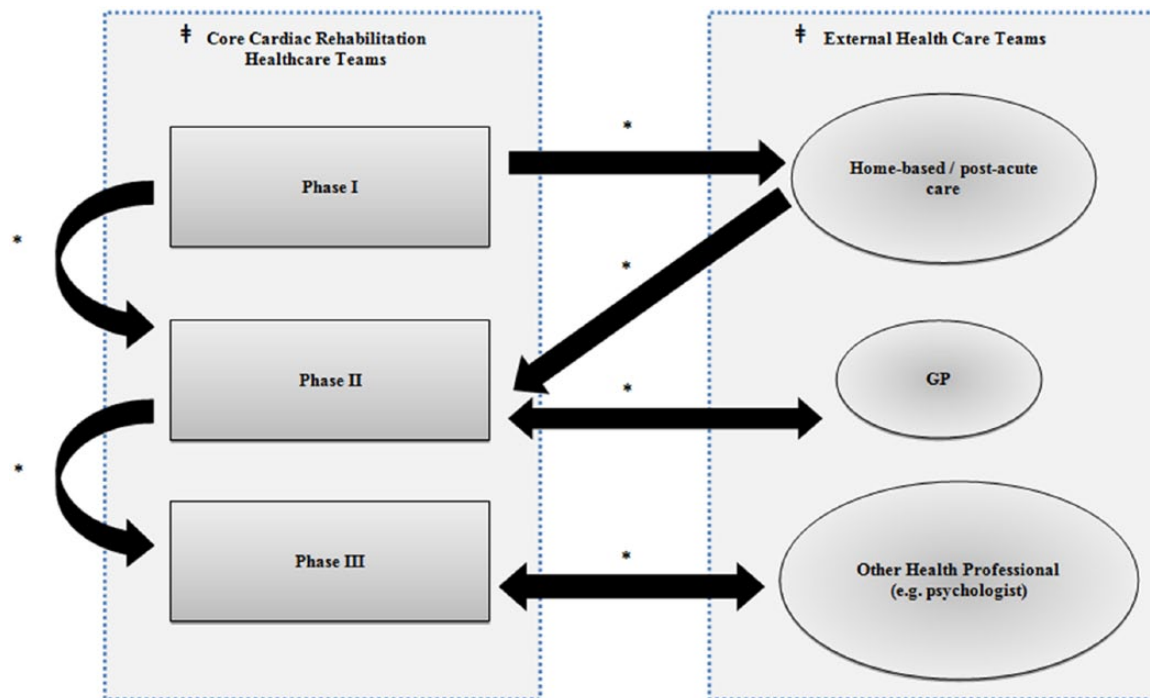 ǂ Core Cardiac Rehabilitation
Healthcare Teams
ǂ External Health Care Teams
*
Phase I
Home-based / post-acute
care
*
*
Phase II
GP
*
*
Phase III
Other Health Professional
(e.g. psychologist)
*